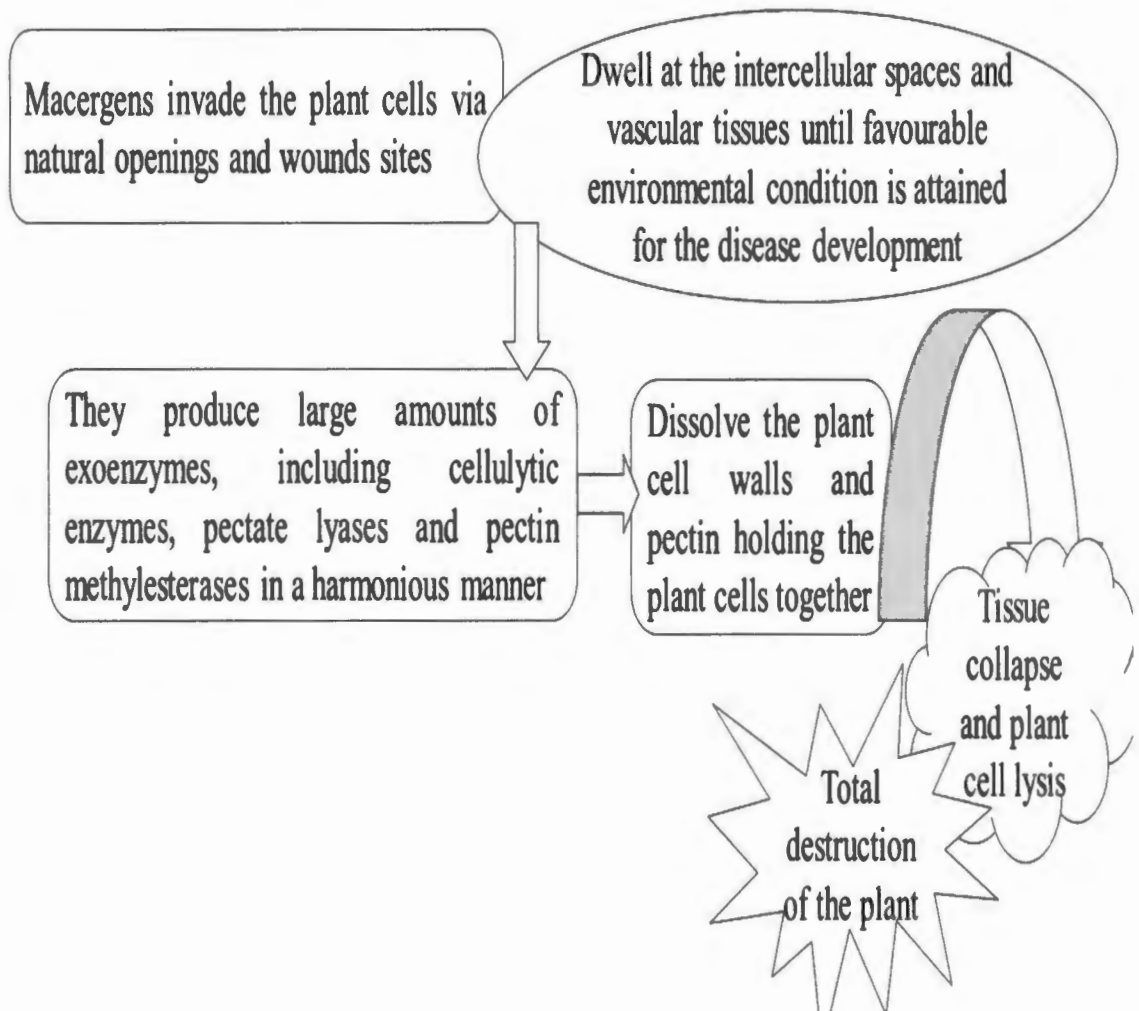 Macergens invade the plant cells via
natural openings and wounds sites
Dwell at the intercellular spaces and
vascular tissues until favourable
environmental condition is attained
for the disease development
They produce large amounts of
exoenzymes, including cellulytic
enzymes, pectate lyases and pectin
methylesterases in a harmonious manner
Dissolve the plant
cell walls and
pectin holding the
plant cells together
Tissue
collapse
and plant
cell lysis
Total
destruction
of the plant